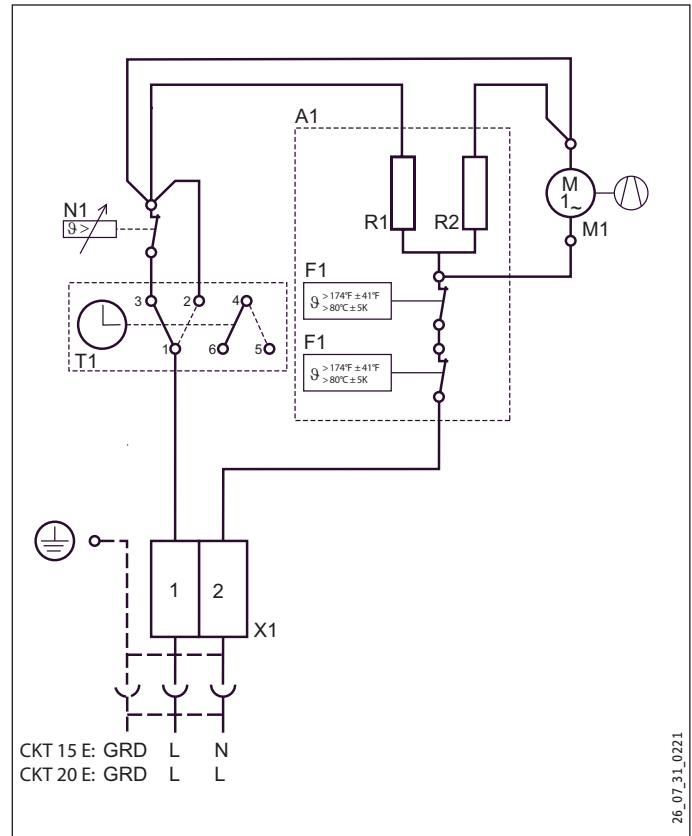 A1
N1
ϑ >
R1
R2
M
1~
M1
F1
ϑ
> 174°F ± 41°F
> 80°C ± 5K
3
2
4
1
6
5
T1
F1
ϑ
> 174°F ± 41°F
> 80°C ± 5K
1
2
X1
CKT 15 E: GRD L N
CKT 20 E: GRD L L
26_07_31_0221